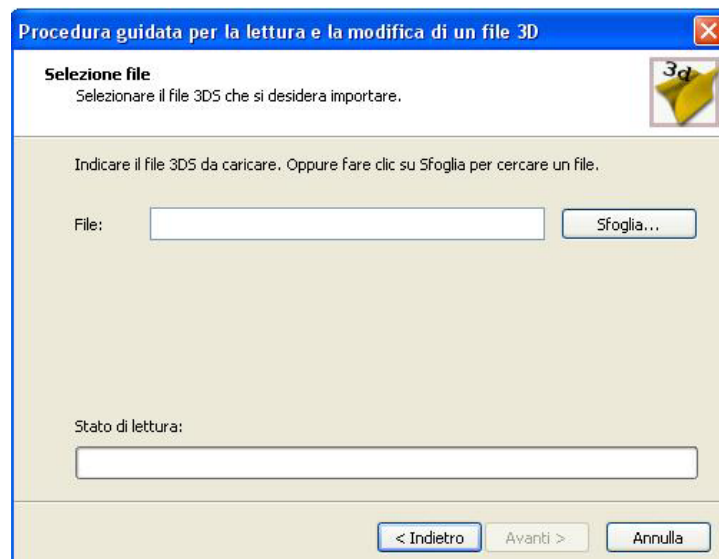 Procedura guidata per la lettura e la modifica di un file 3D
Selezione file
Selezionare il file 3DS che si desidera importare.
3d
Indicare il file 3DS da caricare. Oppure fare clic su Sfoglia per cercare un file.
File:
Sfoglia...
Stato di lettura:
< Indietro
Avanti >
Annulla